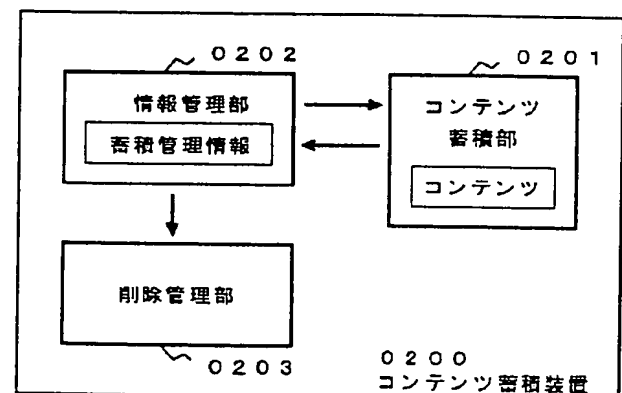 0202
0201
情報管理部
蓄積管理情報
コンテンツ
蓄積部
コンテンツ
削除管理部
0203
0200
コンテンツ蓄積装置